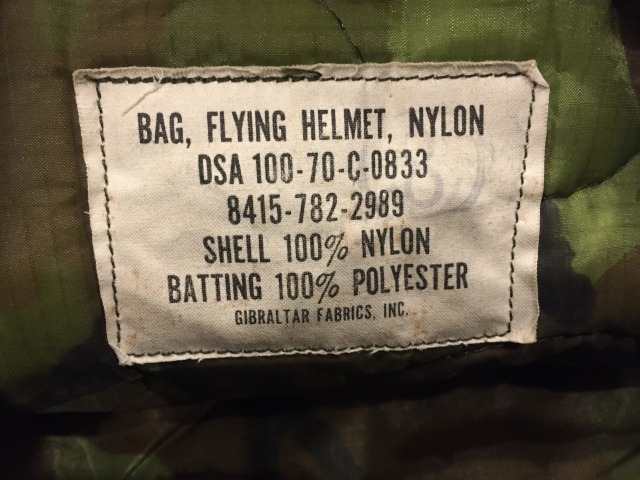 BAG, FLYING HELMET, NYLON
DSA 100-70-C-0833
8415-782-2989
SHELL 100% NYLON
BATTING 100% POLYESTER
GIBRALTAR FABRICS, INC.